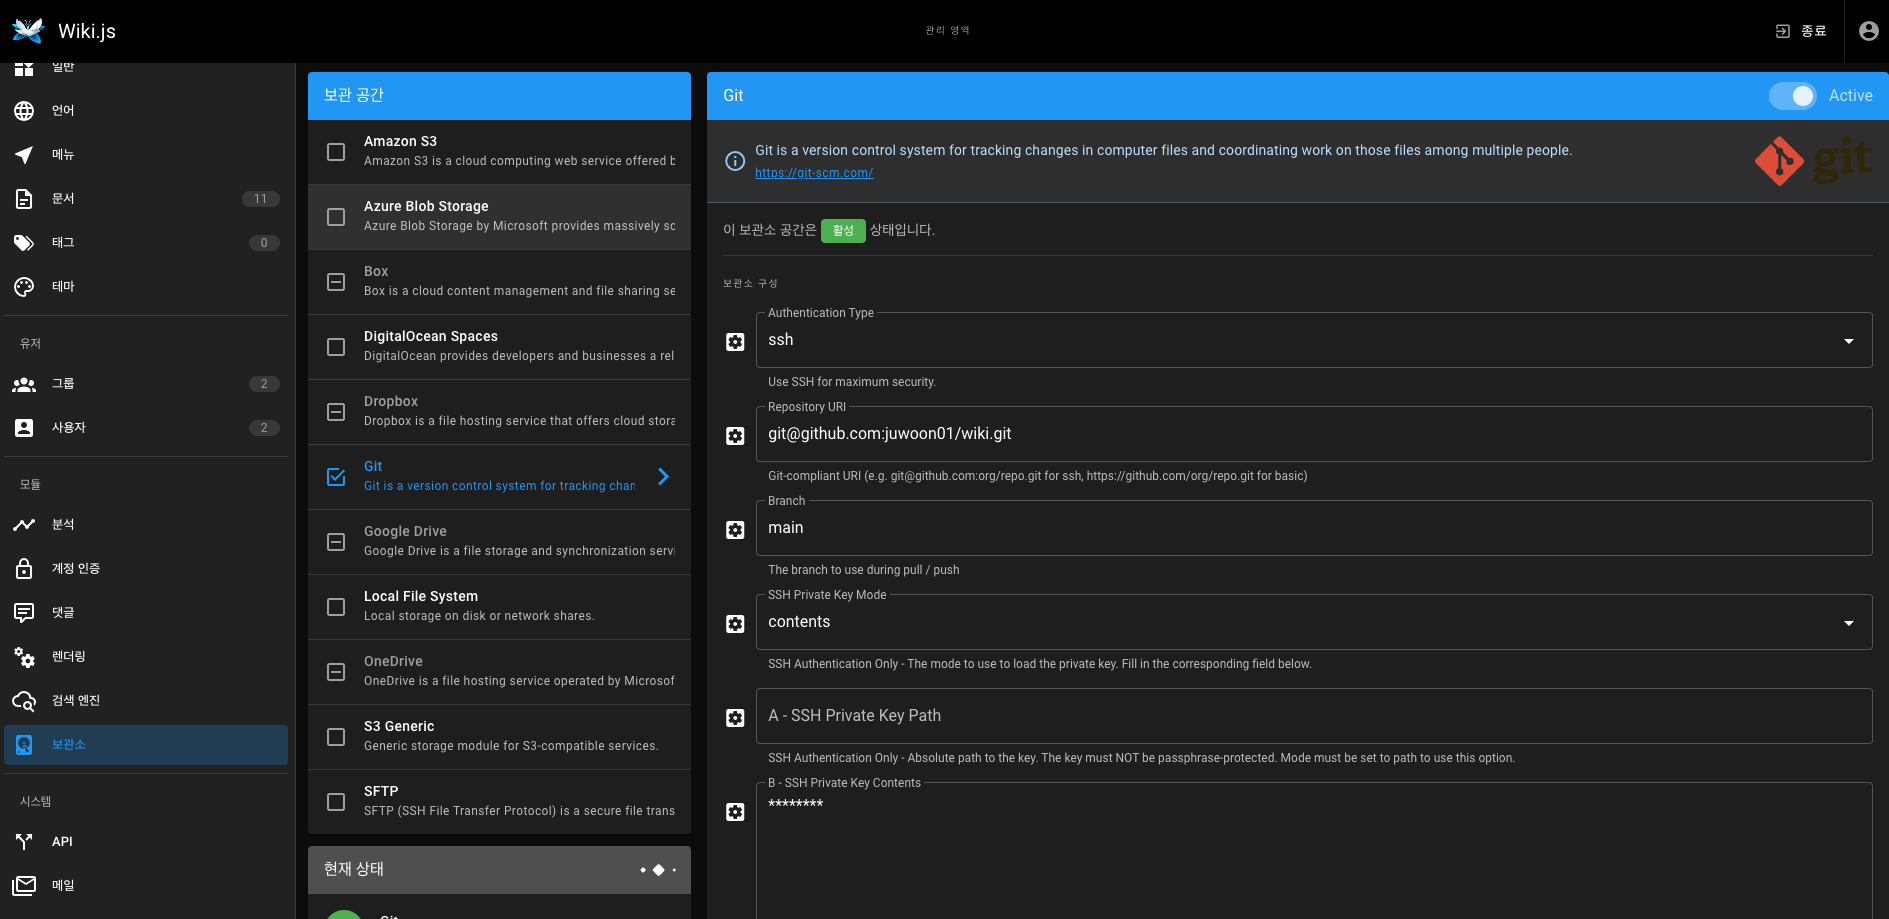 Wiki.js
관리 영역
종료
일반
언어
메뉴
문서
11
태그
0
테마
유저
그룹
2
사용자
2
모듈
분석
계정 인증
댓글
렌더링
검색 엔진
보관소
시스템
API
메일
보관 공간
Amazon S3
Amazon S3 is a cloud computing web service offered b
Azure Blob Storage
Azure Blob Storage by Microsoft provides massively sc
Box
Box is a cloud content management and file sharing se
DigitalOcean Spaces
DigitalOcean provides developers and businesses a rel
Dropbox
Dropbox is a file hosting service that offers cloud stora
Git
Git is a version control system for tracking chan
Google Drive
Google Drive is a file storage and synchronization servi
Local File System
Local storage on disk or network shares.
OneDrive
OneDrive is a file hosting service operated by Microsof
S3 Generic
Generic storage module for S3-compatible services.
SFTP
SFTP (SSH File Transfer Protocol) is a secure file trans
현재 상태
Git
Git
Active
Git is a version control system for tracking changes in computer files and coordinating work on those files among multiple people.
https://git-scm.com/
git
이 보관소 공간은 활성 상태입니다.
보관소 구성
Authentication Type
ssh
Use SSH for maximum security.
Repository URI
git@github.com:juwoon01/wiki.git
Git-compliant URI (e.g. git@github.com:org/repo.git for ssh, https://github.com/org/repo.git for basic)
Branch
main
The branch to use during pull / push
SSH Private Key Mode
contents
SSH Authentication Only - The mode to use to load the private key. Fill in the corresponding field below.
A - SSH Private Key Path
SSH Authentication Only - Absolute path to the key. The key must NOT be passphrase-protected. Mode must be set to path to use this option.
B - SSH Private Key Contents
********